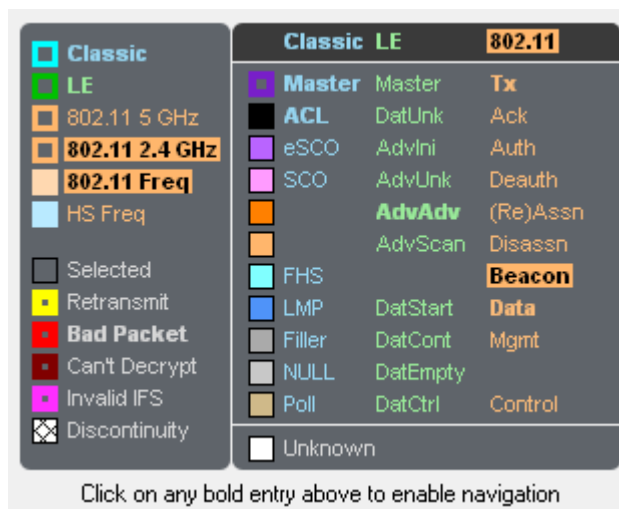 Classic
LE
802.11 5 GHz
802.11 2.4 GHz
802.11 Freq
HS Freq
Selected
Retransmit
Bad Packet
Can't Decrypt
Invalid IFS
Discontinuity
Classic LE 802.11
Master Master Tx
ACL DatUnk Ack
eSCO AdvIni Auth
SCO AdvUnk Deauth
AdvAdv (Re)Assn
AdvScan Disassn
FHS Beacon
LMP DatStart Data
Filler DatCont Mgmt
NULL DatEmpty
Poll DatCtrl Control
Unknown
Click on any bold entry above to enable navigation